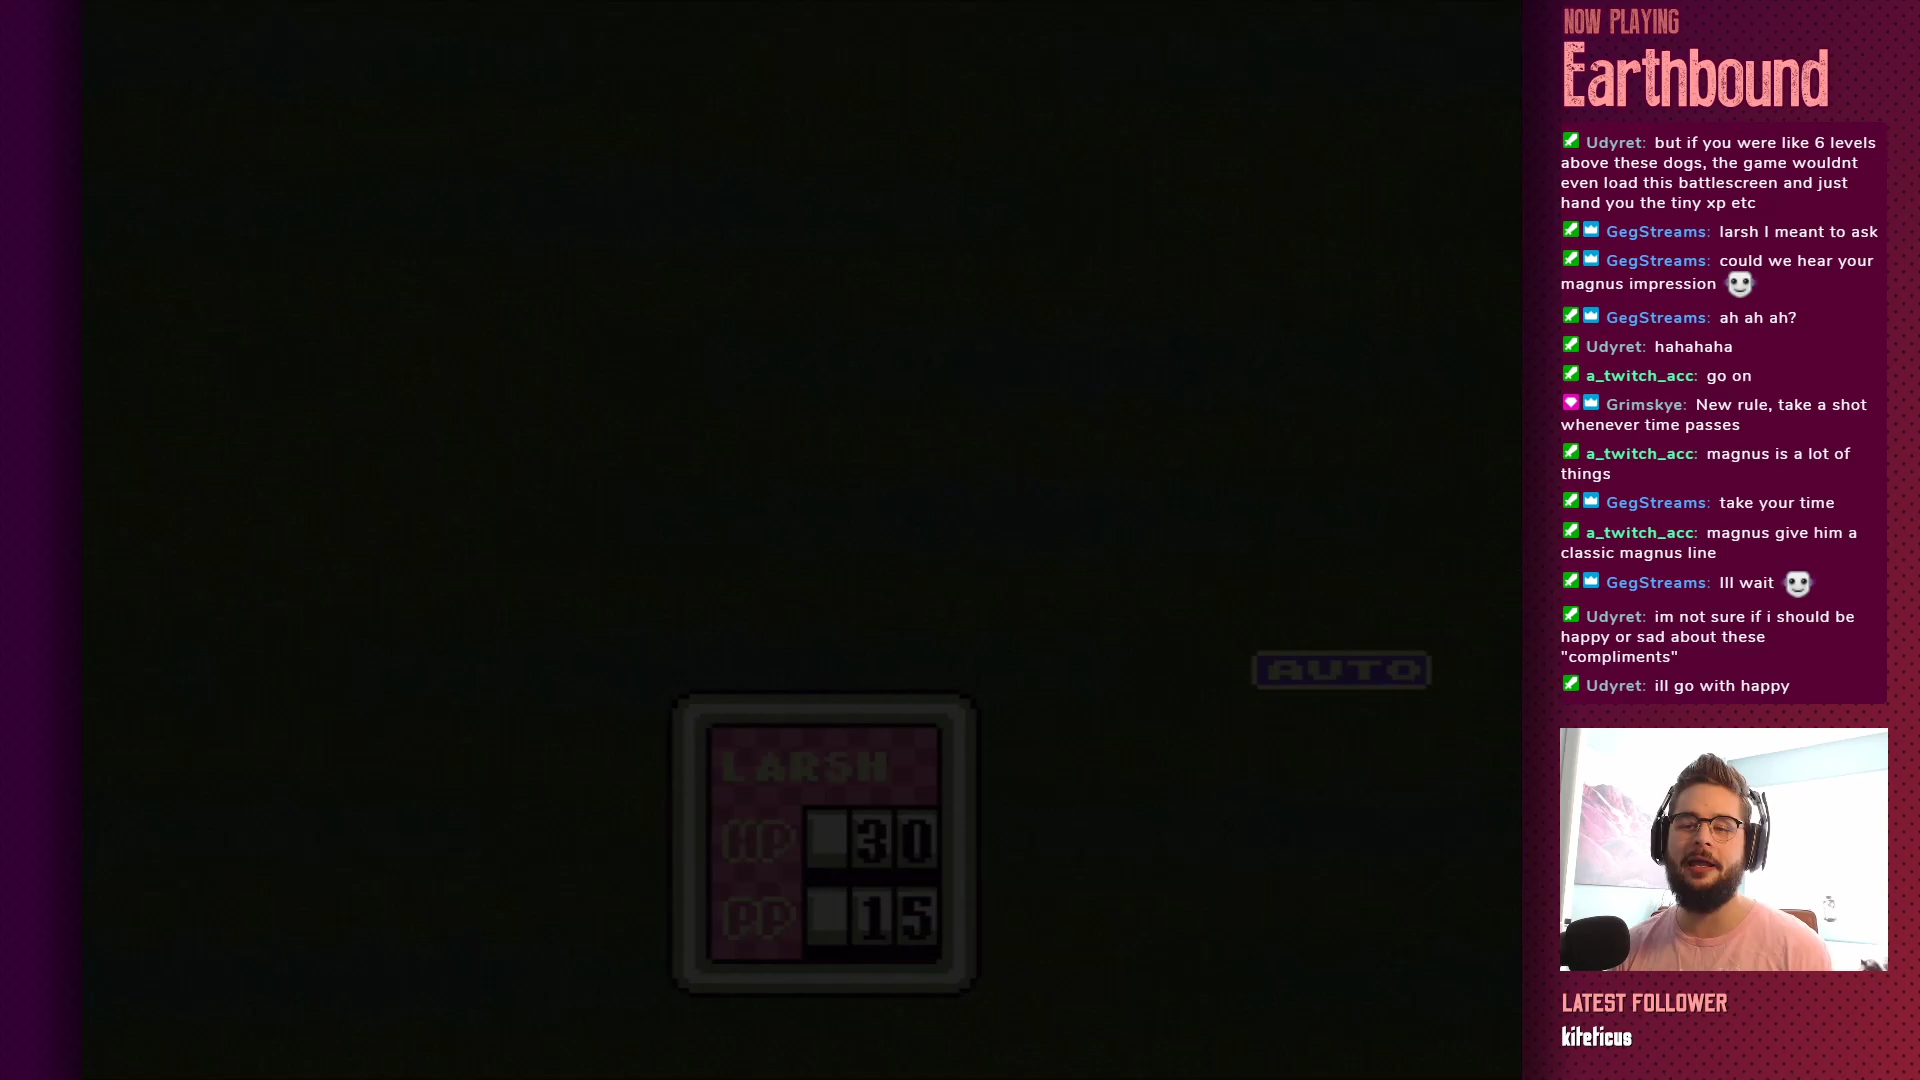 NOW PLAYING
Earthbound
Udyret: but if you were like 6 levels
above these dogs, the game wouldnt
even load this battlescreen and just
hand you the tiny xp etc
GegStreams: larsh I meant to ask
GegStreams: could we hear your
magnus impression
GegStreams: ah ah ah?
Udyret: hahahaha
a_twitch_acc: go on
Grimskye: New rule, take a shot
whenever time passes
a_twitch_acc: magnus is a lot of
things
GegStreams: take your time
a_twitch_acc: magnus give him a
classic magnus line
GegStreams: Ill wait
Udyret: im not sure if i should be
happy or sad about these
"compliments"
Udyret: ill go with happy
AUTO
LARSH
HP 30
PP 15
LATEST FOLLOWER
kiteticus